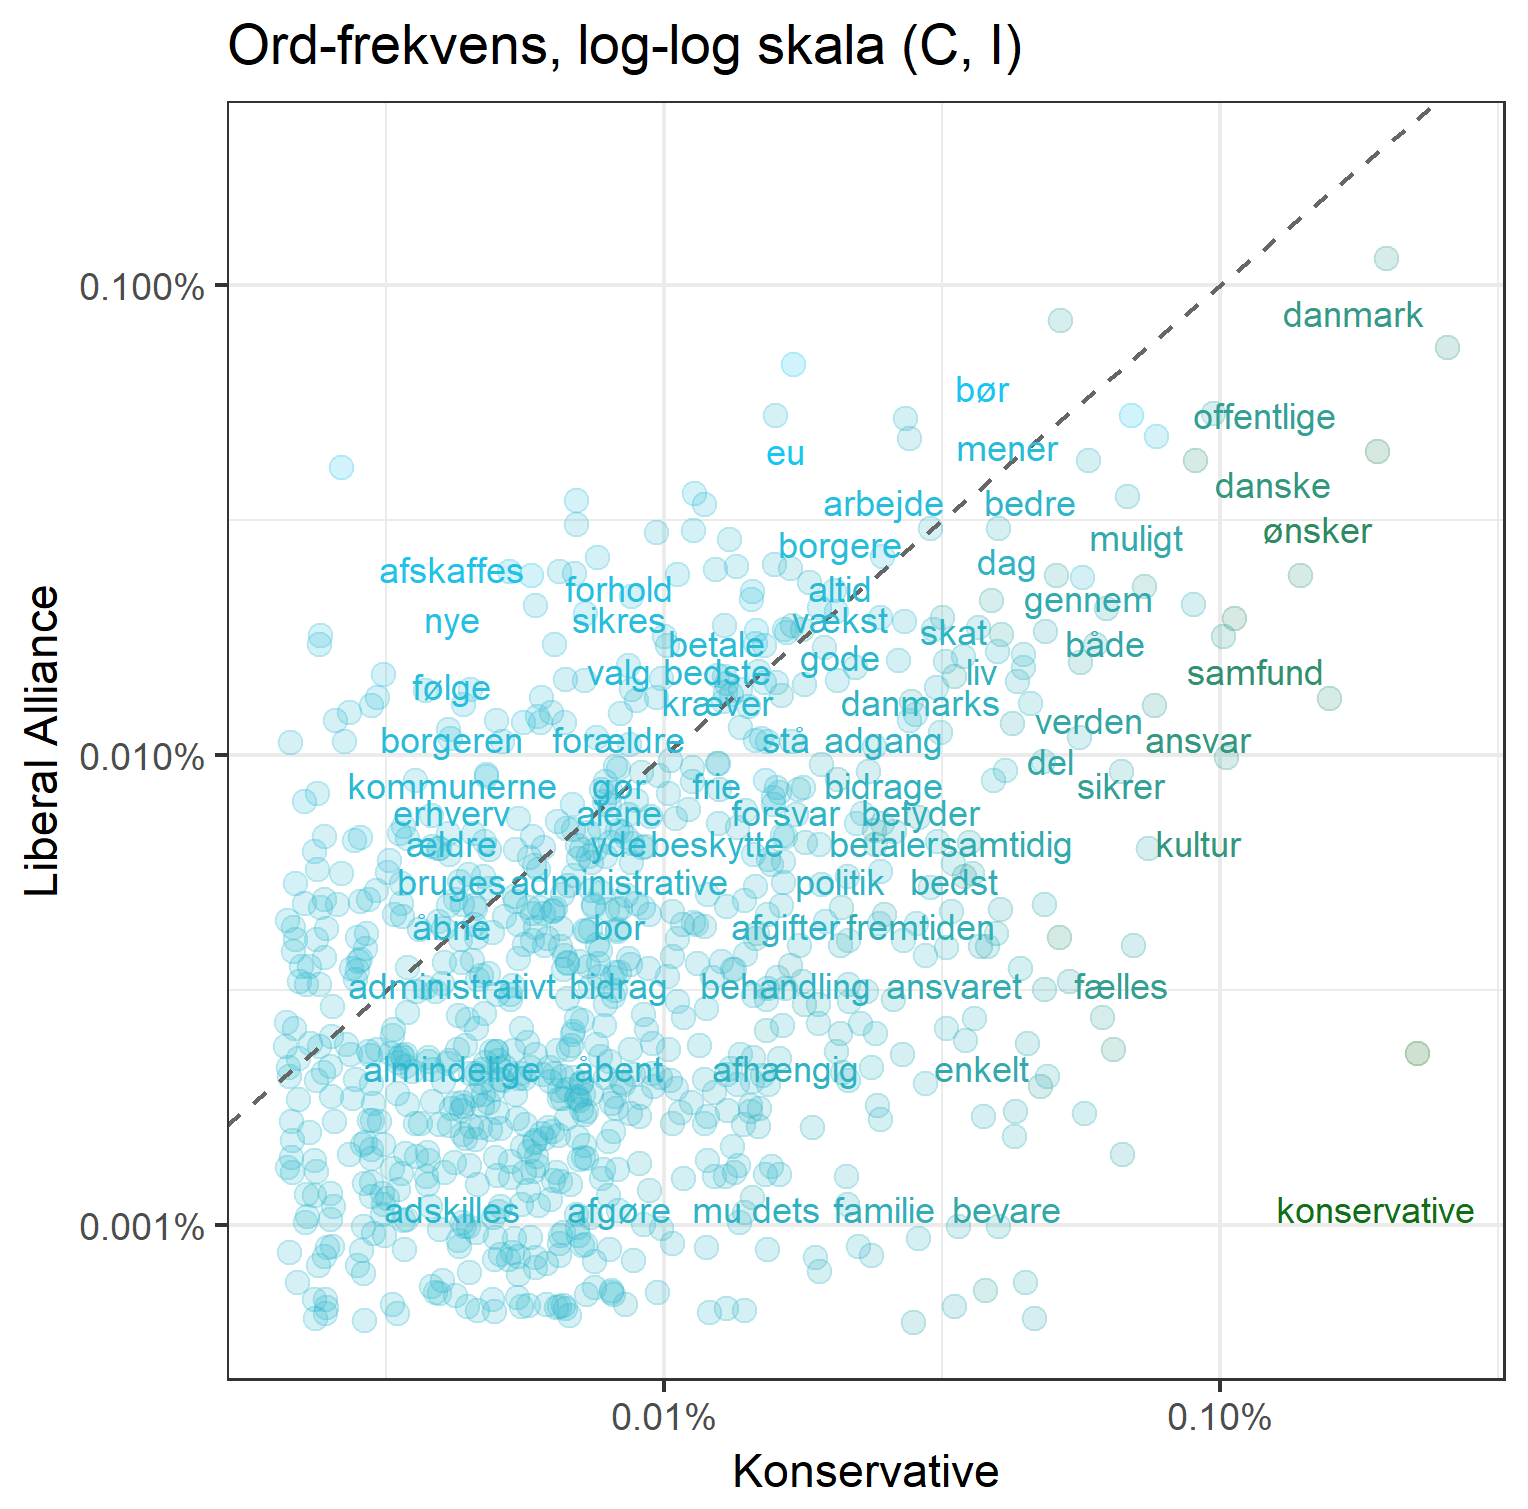 Ord-frekvens, log-log skala (C, I)
0.100%
danmark
bør
offentlige
eu
mener
danske
arbejde
bedre
ønsker
muligt
borgere
dag
afskaffes
forhold
altid
gennem
nye
sikres
vækst
skat
betale
både
gode
valg
bedste
liv
samfund
følge
kræver
danmarks
verden
borgeren
forældre
stå
adgang
ansvar
0.010%
del
kommunerne
gør
frie
bidrage
sikrer
erhverv
alene
forsvar
betyder
ældre
yde
beskytte
betaler
samtidig
kultur
bruges
administrative
politik
bedst
åbne
bor
afgifter
fremtiden
administrativt
bidrag
behandling
ansvaret
fælles
almindelige
åbent
afhængig
enkelt
adskilles
afgøre
mu
dets
familie
bevare
konservative
0.001%
0.01%
0.10%
Konservative
Liberal Alliance